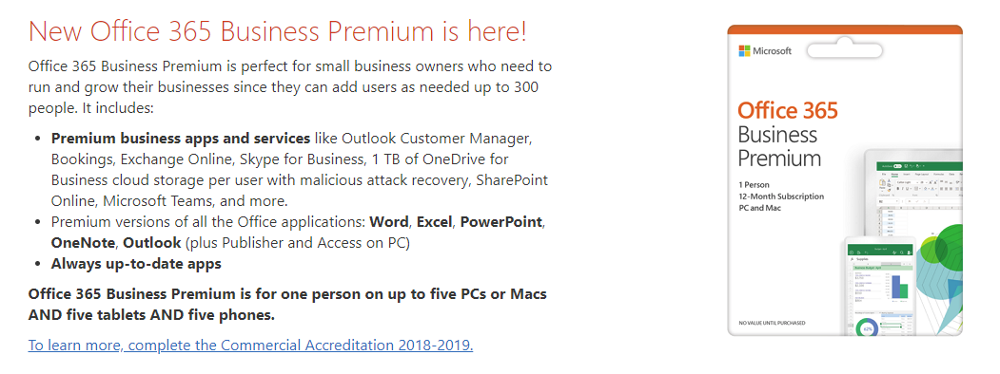 New Office 365 Business Premium is here!
Office 365 Business Premium is perfect for small business owners who need to
run and grow their businesses since they can add users as needed up to 300
people. It includes:
• Premium business apps and services like Outlook Customer Manager,
Bookings, Exchange Online, Skype for Business, 1 TB of OneDrive for
Business cloud storage per user with malicious attack recovery, SharePoint
Online, Microsoft Teams, and more.
• Premium versions of all the Office applications: Word, Excel, PowerPoint,
OneNote, Outlook (plus Publisher and Access on PC)
• Always up-to-date apps
Office 365 Business Premium is for one person on up to five PCs or Macs
AND five tablets AND five phones.
To learn more, complete the Commercial Accreditation 2018-2019.
Microsoft
Office 365
Business
Premium
1 Person
12-Month Subscription
PC and Mac
62%
NO VALUE UNTIL PURCHASED